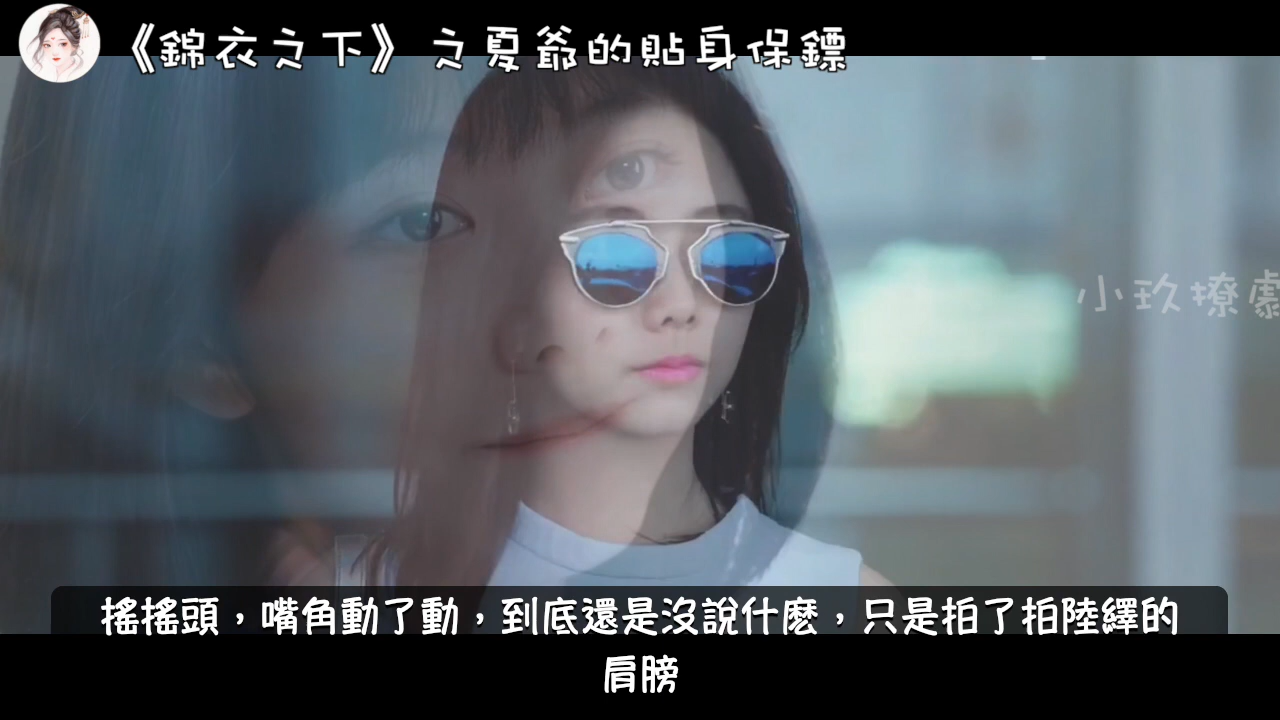 《錦衣之下》之夏爺的貼身保鏢
小玖撩劇
搖搖頭，嘴角動了動，到底還是沒說什麽，只是拍了拍陸繹的
肩膀